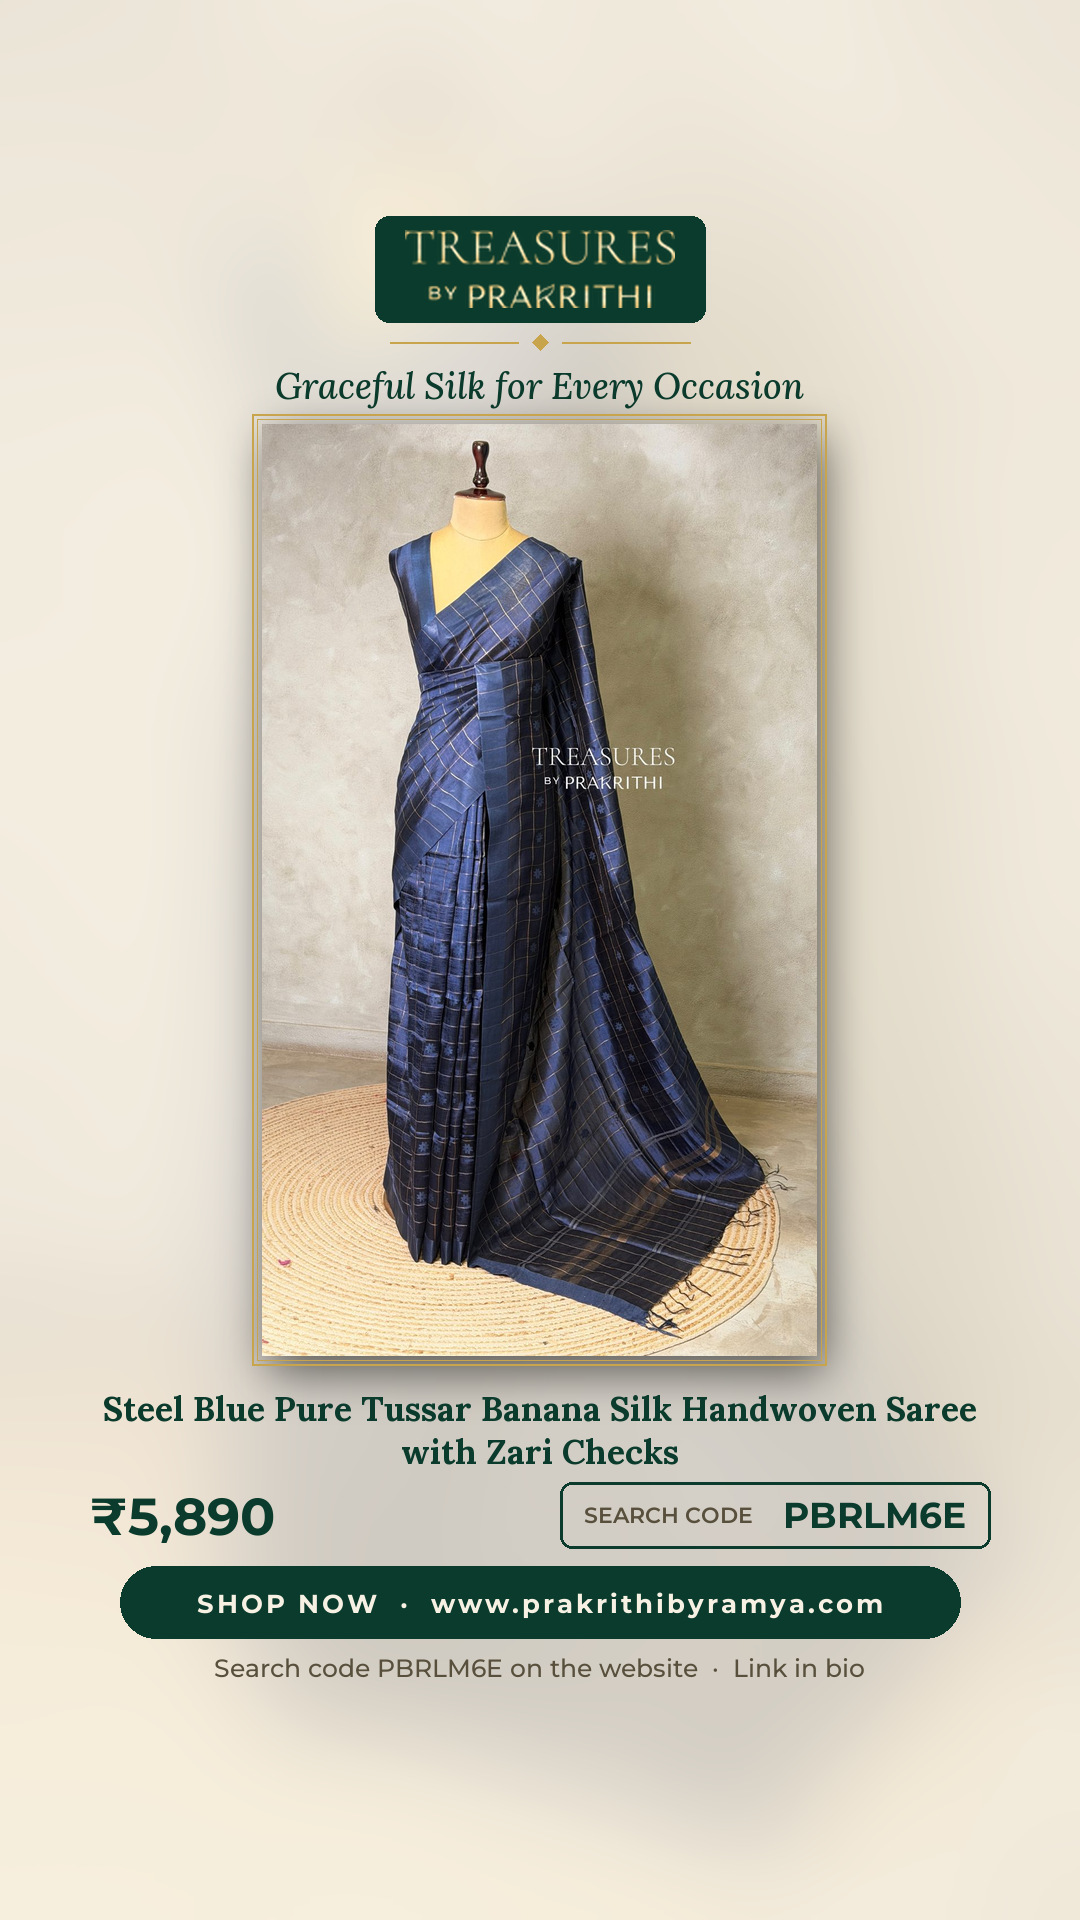 TREASURES
BY PRAKRITHI
Graceful Silk for Every Occasion
TREASURES
BY PRAKRITHI
Steel Blue Pure Tussar Banana Silk Handwoven Saree
with Zari Checks
₹5,890
SEARCH CODE PBRLM6E
SHOP NOW · www.prakrithibyramya.com
Search code PBRLM6E on the website · Link in bio